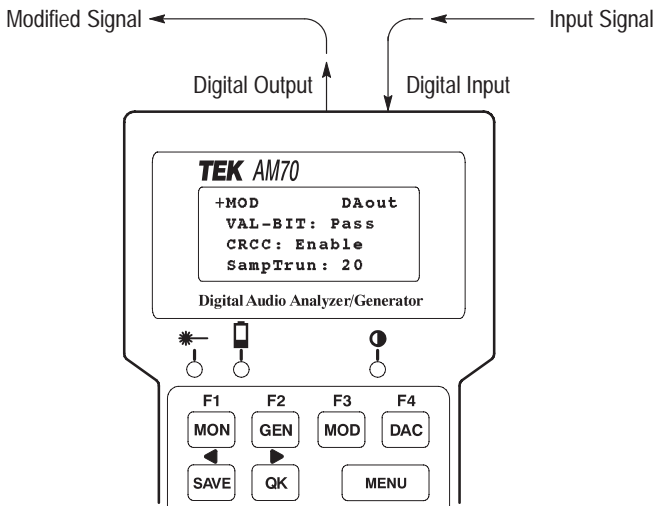 Modified Signal
Input Signal
Digital Output
Digital Input
TEK AM70
+MOD DAout
VAL-BIT: Pass
CRCC: Enable
SampTrun: 20
Digital Audio Analyzer/Generator
F1 F2 F3 F4
MON GEN MOD DAC
SAVE QK MENU